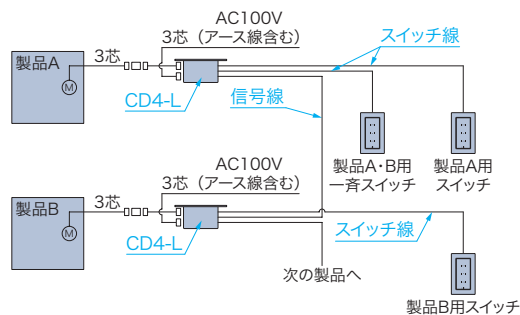 AC100V
3芯（アース線含む）
スイッチ線
3芯
製品A
M
CD4-L
信号線
製品A・B用
一斉スイッチ
製品A用
スイッチ
AC100V
3芯（アース線含む）
3芯
製品B
M
CD4-L
スイッチ線
次の製品へ
製品B用スイッチ